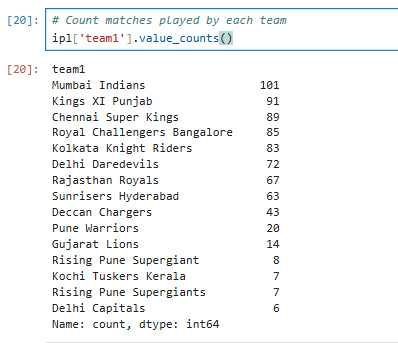 [20]: # Count matches played by each team
ipl['team1'].value_counts()
[20]: team1
Mumbai Indians 101
Kings XI Punjab 91
Chennai Super Kings 89
Royal Challengers Bangalore 85
Kolkata Knight Riders 83
Delhi Daredevils 72
Rajasthan Royals 67
Sunrisers Hyderabad 63
Deccan Chargers 43
Pune Warriors 20
Gujarat Lions 14
Rising Pune Supergiant 8
Kochi Tuskers Kerala 7
Rising Pune Supergiants 7
Delhi Capitals 6
Name: count, dtype: int64